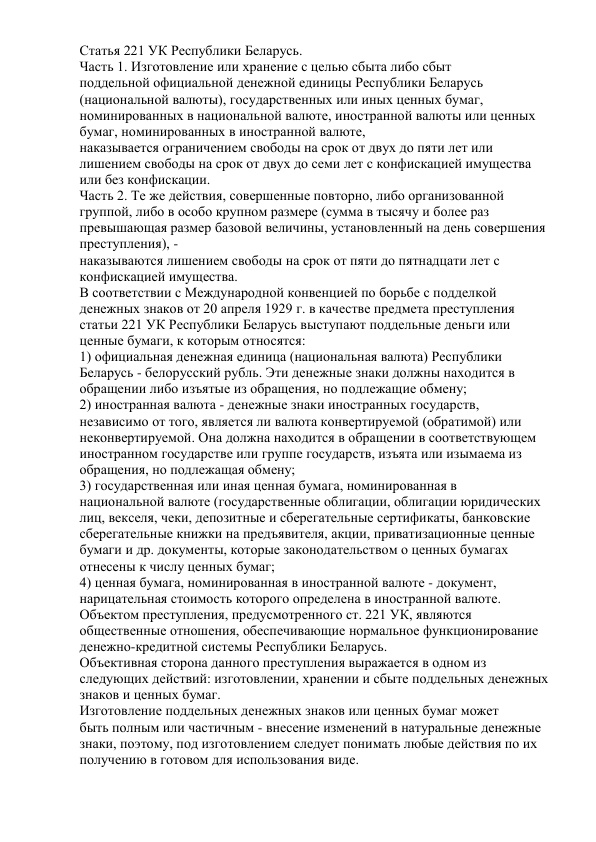 Статья 221 УК Республики Беларусь.
Часть 1. Изготовление или хранение с целью сбыта либо сбыт
поддельной официальной денежной единицы Республики Беларусь
(национальной валюты), государственных или иных ценных бумаг,
номинированных в национальной валюте, иностранной валюты или ценных
бумаг, номинированных в иностранной валюте,
наказывается ограничением свободы на срок от двух до пяти лет или
лишением свободы на срок от двух до семи лет с конфискацией имущества
или без конфискации.
Часть 2. Те же действия, совершенные повторно, либо организованной
группой, либо в особо крупном размере (сумма в тысячу и более раз
превышающая размер базовой величины, установленный на день совершения
преступления), -
наказываются лишением свободы на срок от пяти до пятнадцати лет с
конфискацией имущества.
В соответствии с Международной конвенцией по борьбе с подделкой
денежных знаков от 20 апреля 1929 г. в качестве предмета преступления
статьи 221 УК Республики Беларусь выступают поддельные деньги или
ценные бумаги, к которым относятся:
1) официальная денежная единица (национальная валюта) Республики
Беларусь - белорусский рубль. Эти денежные знаки должны находится в
обращении либо изъятые из обращения, но подлежащие обмену;
2) иностранная валюта - денежные знаки иностранных государств,
независимо от того, является ли валюта конвертируемой (обратимой) или
неконвертируемой. Она должна находится в обращении в соответствующем
иностранном государстве или группе государств, изъята или изымаема из
обращения, но подлежащая обмену;
3) государственная или иная ценная бумага, номинированная в
национальной валюте (государственные облигации, облигации юридических
лиц, векселя, чеки, депозитные и сберегательные сертификаты, банковские
сберегательные книжки на предъявителя, акции, приватизационные ценные
бумаги и др. документы, которые законодательством о ценных бумагах
отнесены к числу ценных бумаг;
4) ценная бумага, номинированная в иностранной валюте - документ,
нарицательная стоимость которого определена в иностранной валюте.
Объектом преступления, предусмотренного ст. 221 УК, являются
общественные отношения, обеспечивающие нормальное функционирование
денежно-кредитной системы Республики Беларусь.
Объективная сторона данного преступления выражается в одном из
следующих действий: изготовлении, хранении и сбыте поддельных денежных
знаков и ценных бумаг.
Изготовление поддельных денежных знаков или ценных бумаг может
быть полным или частичным - внесение изменений в натуральные денежные
знаки, поэтому, под изготовлением следует понимать любые действия по их
получению в готовом для использования виде.